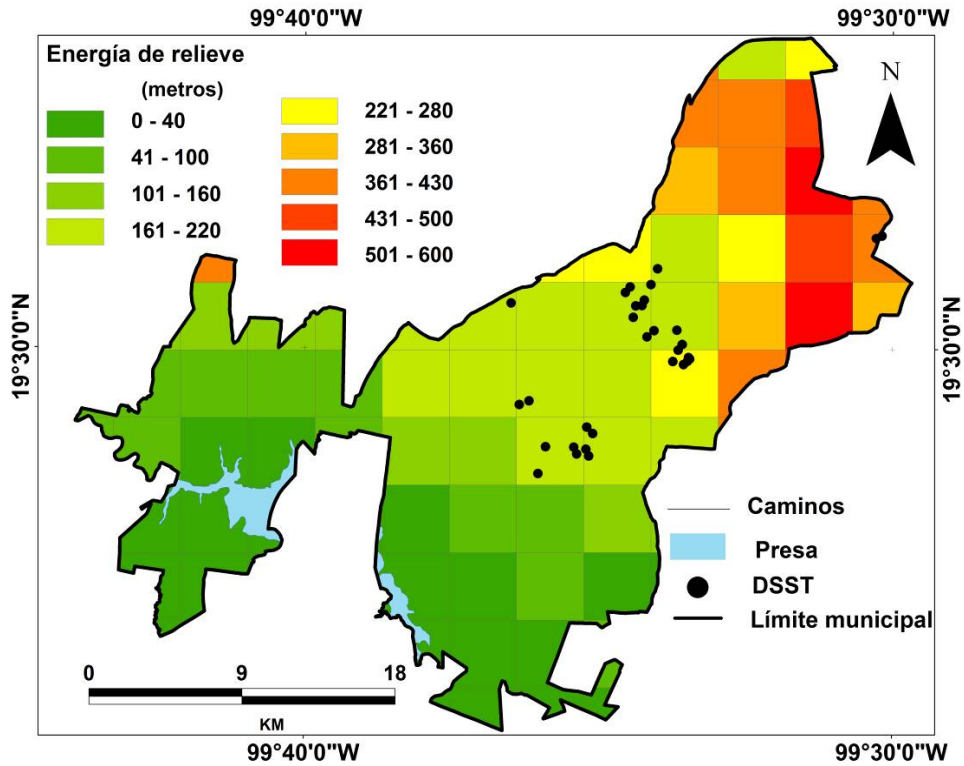 99°40'0"W
99°30'0"W
Energía de relieve
(metros)
0 - 40
41 - 100
101 - 160
161 - 220
221 - 280
281 - 360
361 - 430
431 - 500
501 - 600
N
19°30'0"N
19°30'0"N
Caminos
Presa
DSST
Límite municipal
0
9
18
KM
99°40'0"W
99°30'0"W